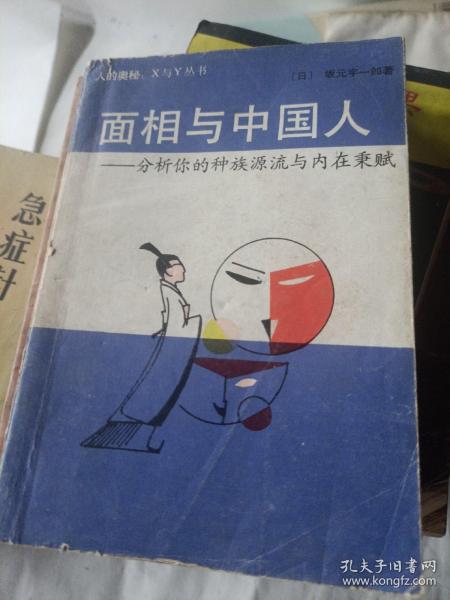 人的奥秘、X与Y丛书
〔日〕 坂元宇一郎著
面相与中国人
——分析你的种族源流与内在秉赋
急症针
孔夫子旧书网
www.kongfz.com